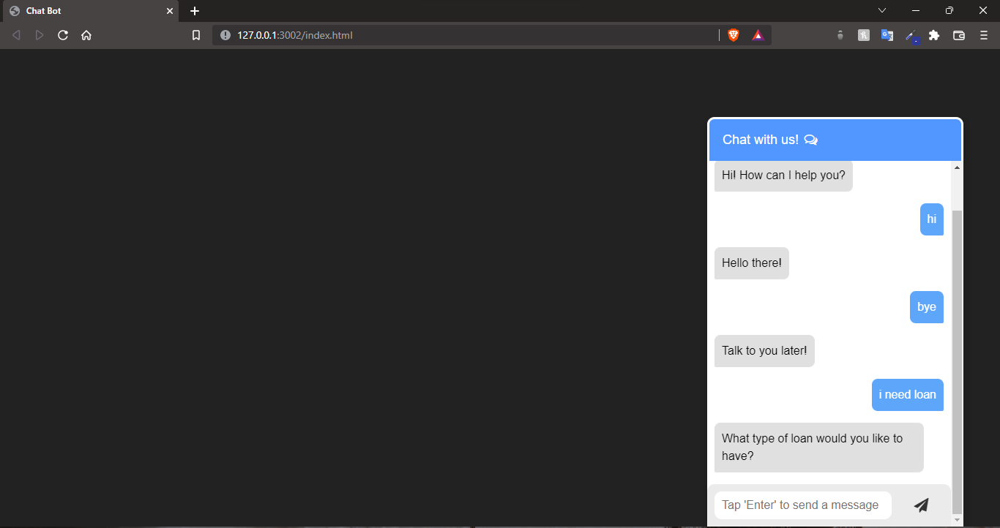 Chat Bot
127.0.0.1:3002/index.html
Chat with us!
Hi! How can I help you?
hi
Hello there!
bye
Talk to you later!
i need loan
What type of loan would you like to
have?
Tap 'Enter' to send a message